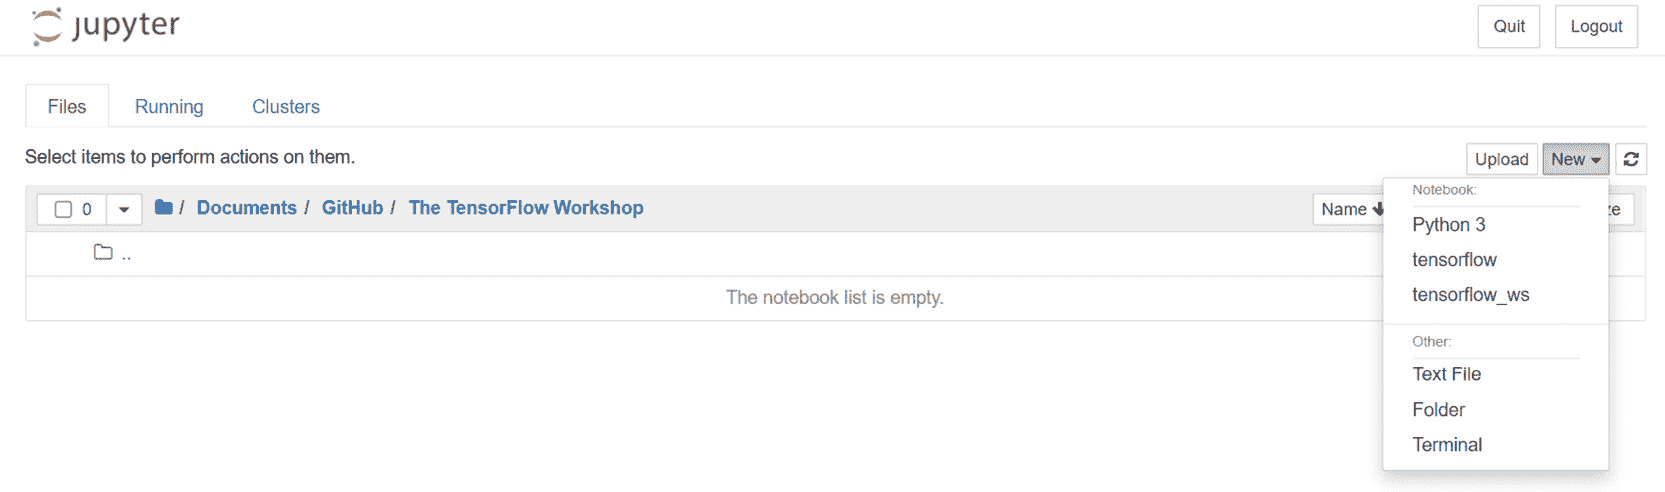 jupyter Quit Logout
Files Running Clusters
Select items to perform actions on them. Upload New
0 / Documents / GitHub / The TensorFlow Workshop Name
..
The notebook list is empty.
Notebook:
Python 3
tensorflow
tensorflow_ws
Other:
Text File
Folder
Terminal